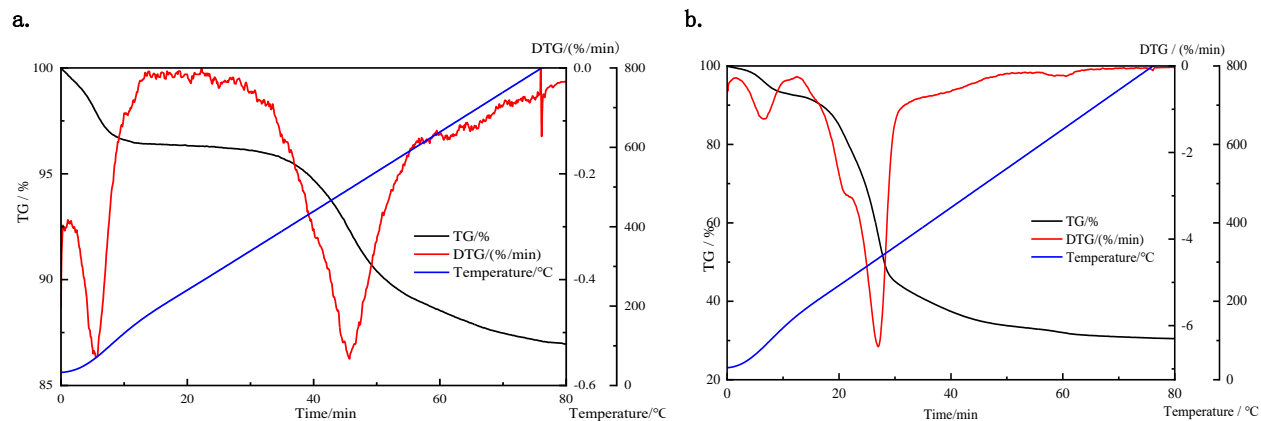 a.
DTG/(%/min)
100
95
90
85
TG / %
0.0
-0.2
-0.4
-0.6
800
600
400
200
0
TG/%
DTG/(%/min)
Temperature/°C
0
20
40
60
80
Time/min
Temperature/°C
b.
DTG / (%/min)
100
80
60
40
20
TG / %
0
-2
-4
-6
800
600
400
200
0
TG/%
DTG/(%/min)
Temperature/°C
0
20
40
60
80
Time/min
Temperature / °C